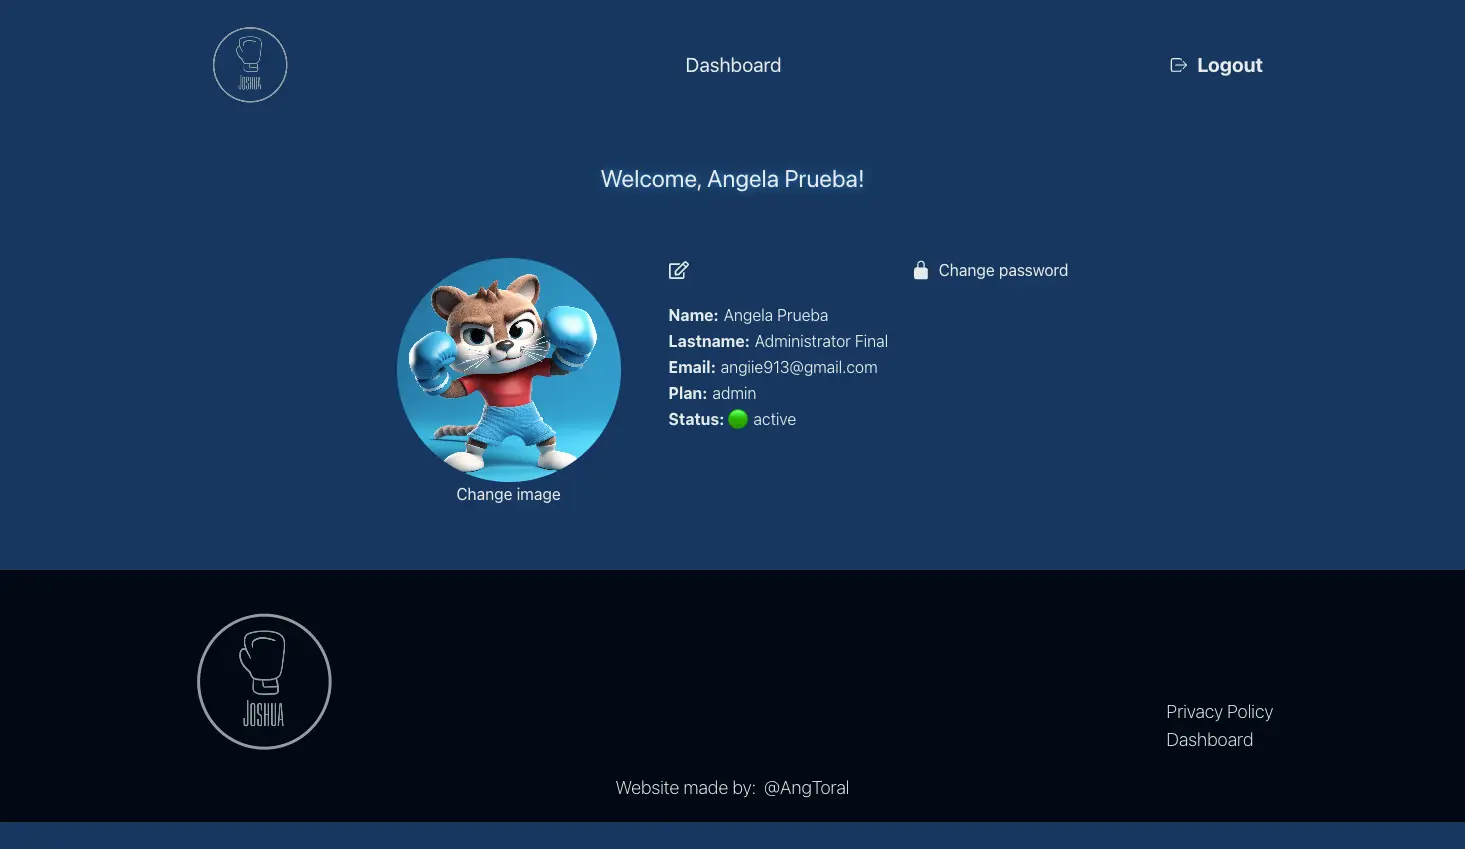 JOSHUA
Dashboard
Logout
Welcome, Angela Prueba!
Change password
Name: Angela Prueba
Lastname: Administrator Final
Email: angiie913@gmail.com
Plan: admin
Status: active
Change image
JOSHUA
Privacy Policy
Dashboard
Website made by: @AngToral